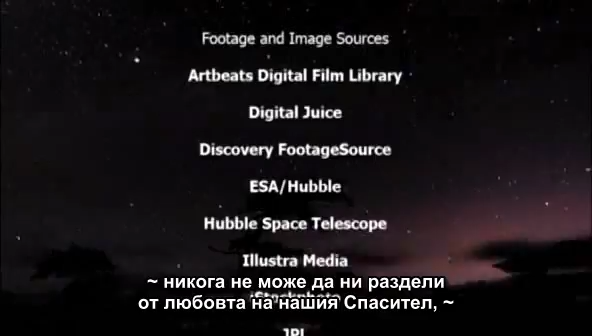 Footage and Image Sources
Artbeats Digital Film Library
Digital Juice
Discovery FootageSource
ESA/Hubble
Hubble Space Telescope
Illustra Media
~ никога не може да ни раздели
от любовта на нашия Спасител, ~
JPL